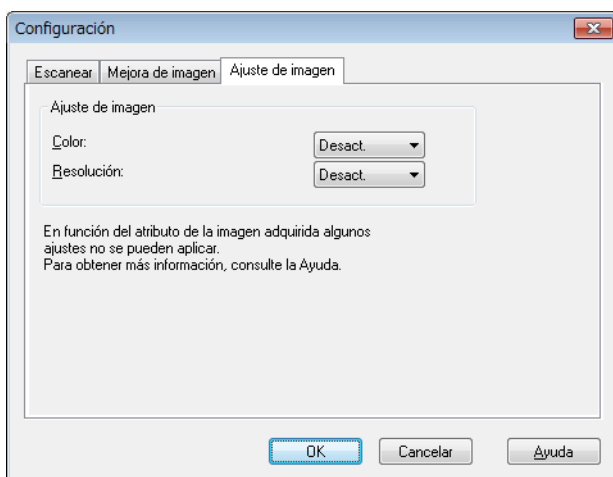 Configuración
Escanear Mejora de imagen Ajuste de imagen
Ajuste de imagen
Color: Desact.
Resolución: Desact.
En función del atributo de la imagen adquirida algunos
ajustes no se pueden aplicar.
Para obtener más información, consulte la Ayuda.
OK Cancelar Ayuda